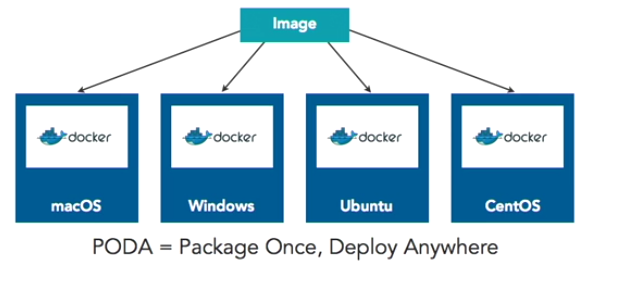 Image
docker docker docker docker
macOS Windows Ubuntu CentOS
PODA = Package Once, Deploy Anywhere